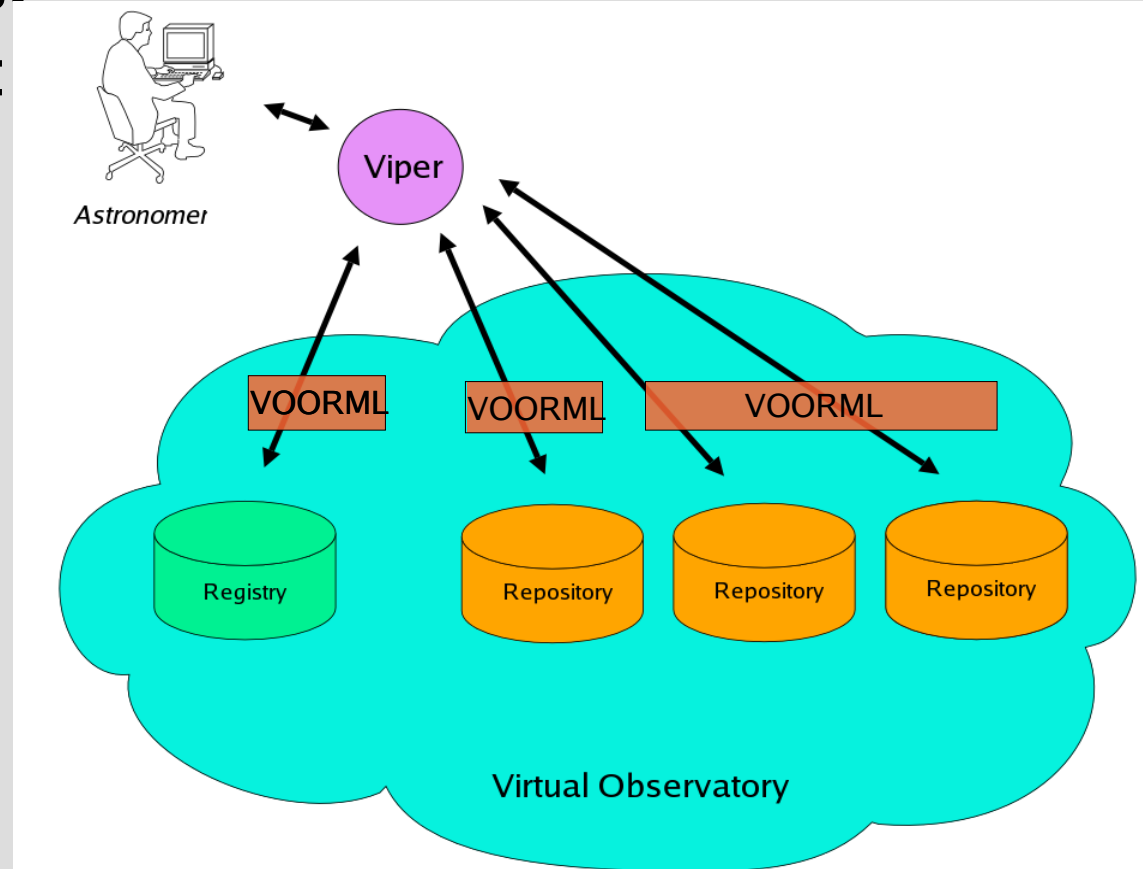 Viper
Astronomer
VOORML
VOORML
VOORML
Registry
Repository
Repository
Repository
Virtual Observatory